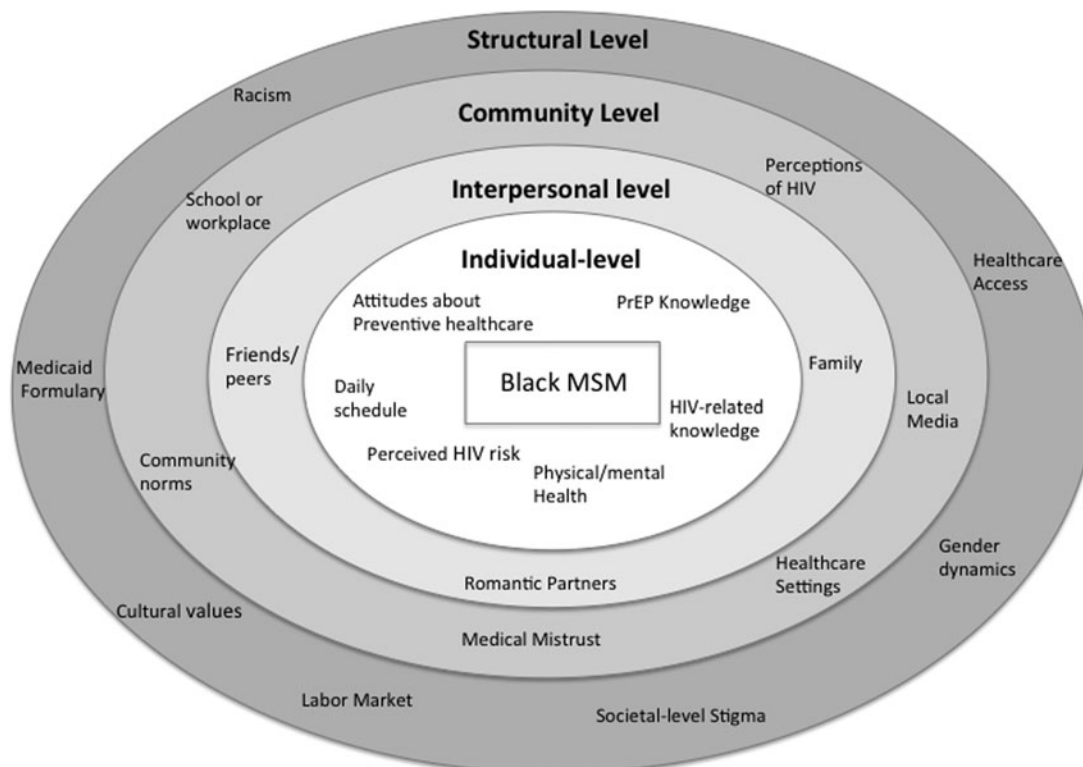 Structural Level
Racism
Community Level
Perceptions
of HIV
School or
workplace
Interpersonal level
Individual-level
Healthcare
Access
Attitudes about
Preventive healthcare
PrEP Knowledge
Friends/
peers
Family
Medicaid
Formulary
Black MSM
Daily
schedule
HIV-related
knowledge
Local
Media
Perceived HIV risk
Community
norms
Physical/mental
Health
Gender
dynamics
Healthcare
Settings
Romantic Partners
Cultural values
Medical Mistrust
Labor Market
Societal-level Stigma